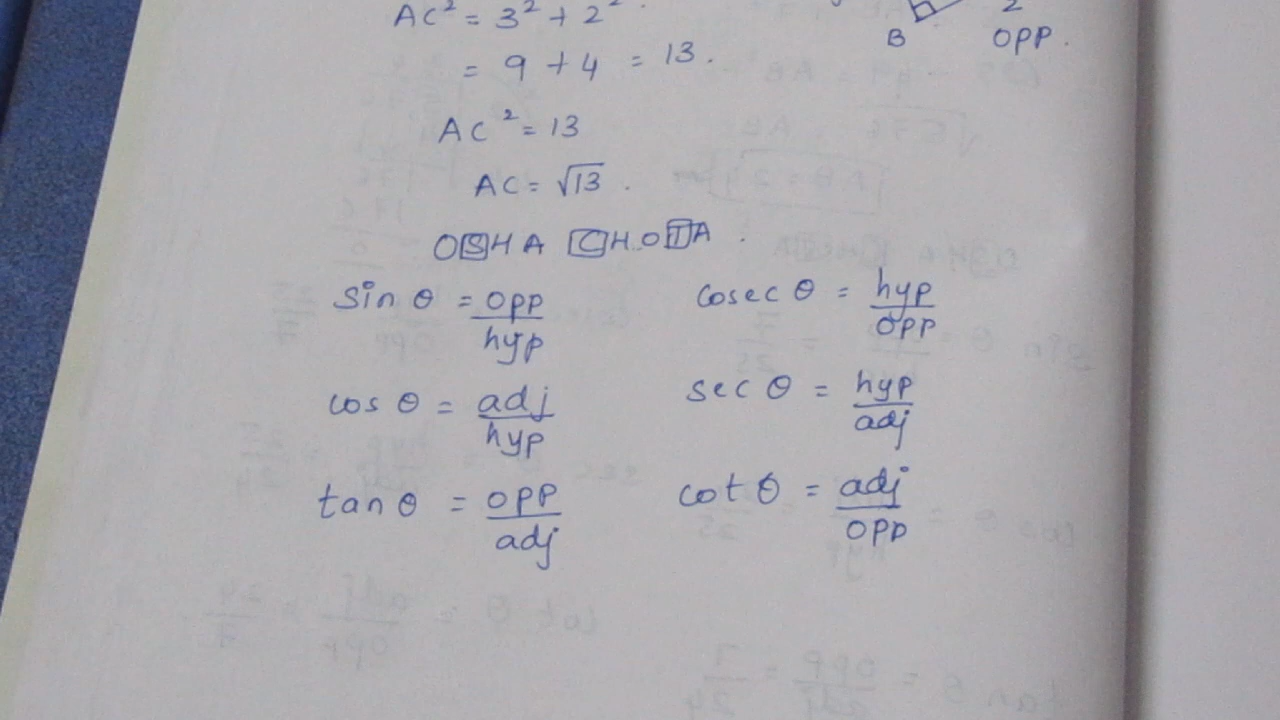 AC² = 3² + 2²
= 9 + 4 = 13.
B
2
OPP.
AC² = 13
AC = √13.
OSHA CHOTA.
sin θ = opp/hyp
cosec θ = hyp/opp
cos θ = adj/hyp
sec θ = hyp/adj
tan θ = opp/adj
cot θ = adj/opp